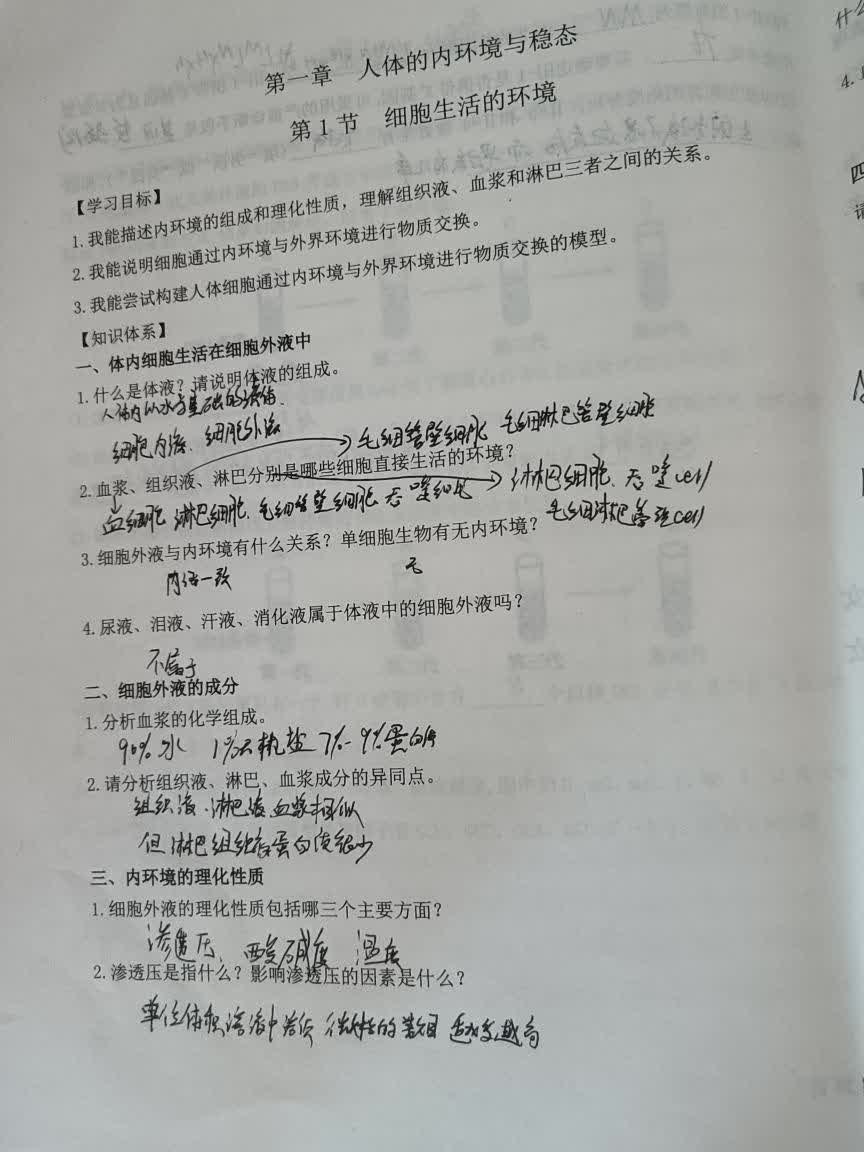 第一章 人体的内环境与稳态
第1节 细胞生活的环境
【学习目标】
1.我能描述内环境的组成和理化性质，理解组织液、血浆和淋巴三者之间的关系。
2.我能说明细胞通过内环境与外界环境进行物质交换。
3.我能尝试构建人体细胞通过内环境与外界环境进行物质交换的模型。
【知识体系】
一、体内细胞生活在细胞外液中
1.什么是体液？请说明体液的组成。
人体内以水为基础的液体.
细胞内液、细胞外液
毛细管壁细胞 毛细淋巴管壁细胞
2.血浆、组织液、淋巴分别是哪些细胞直接生活的环境？
血细胞 淋巴细胞.毛细管壁细胞 吞噬细胞
淋巴细胞.吞噬cell
毛细淋巴管壁cell
3.细胞外液与内环境有什么关系？单细胞生物有无内环境？
内语一致 无
4.尿液、泪液、汗液、消化液属于体液中的细胞外液吗？
不属于
二、细胞外液的成分
1.分析血浆的化学组成。
90% 水 1%无机盐 7%-9%蛋白质
2.请分析组织液、淋巴、血浆成分的异同点。
组织液.淋巴液血浆相似
但淋巴组织液蛋白质很少
三、内环境的理化性质
1.细胞外液的理化性质包括哪三个主要方面？
渗透压、酸碱度 温度
2.渗透压是指什么？影响渗透压的因素是什么？
单位体积溶液中溶质微粒的数目 越多越高
什么
4.
四
请